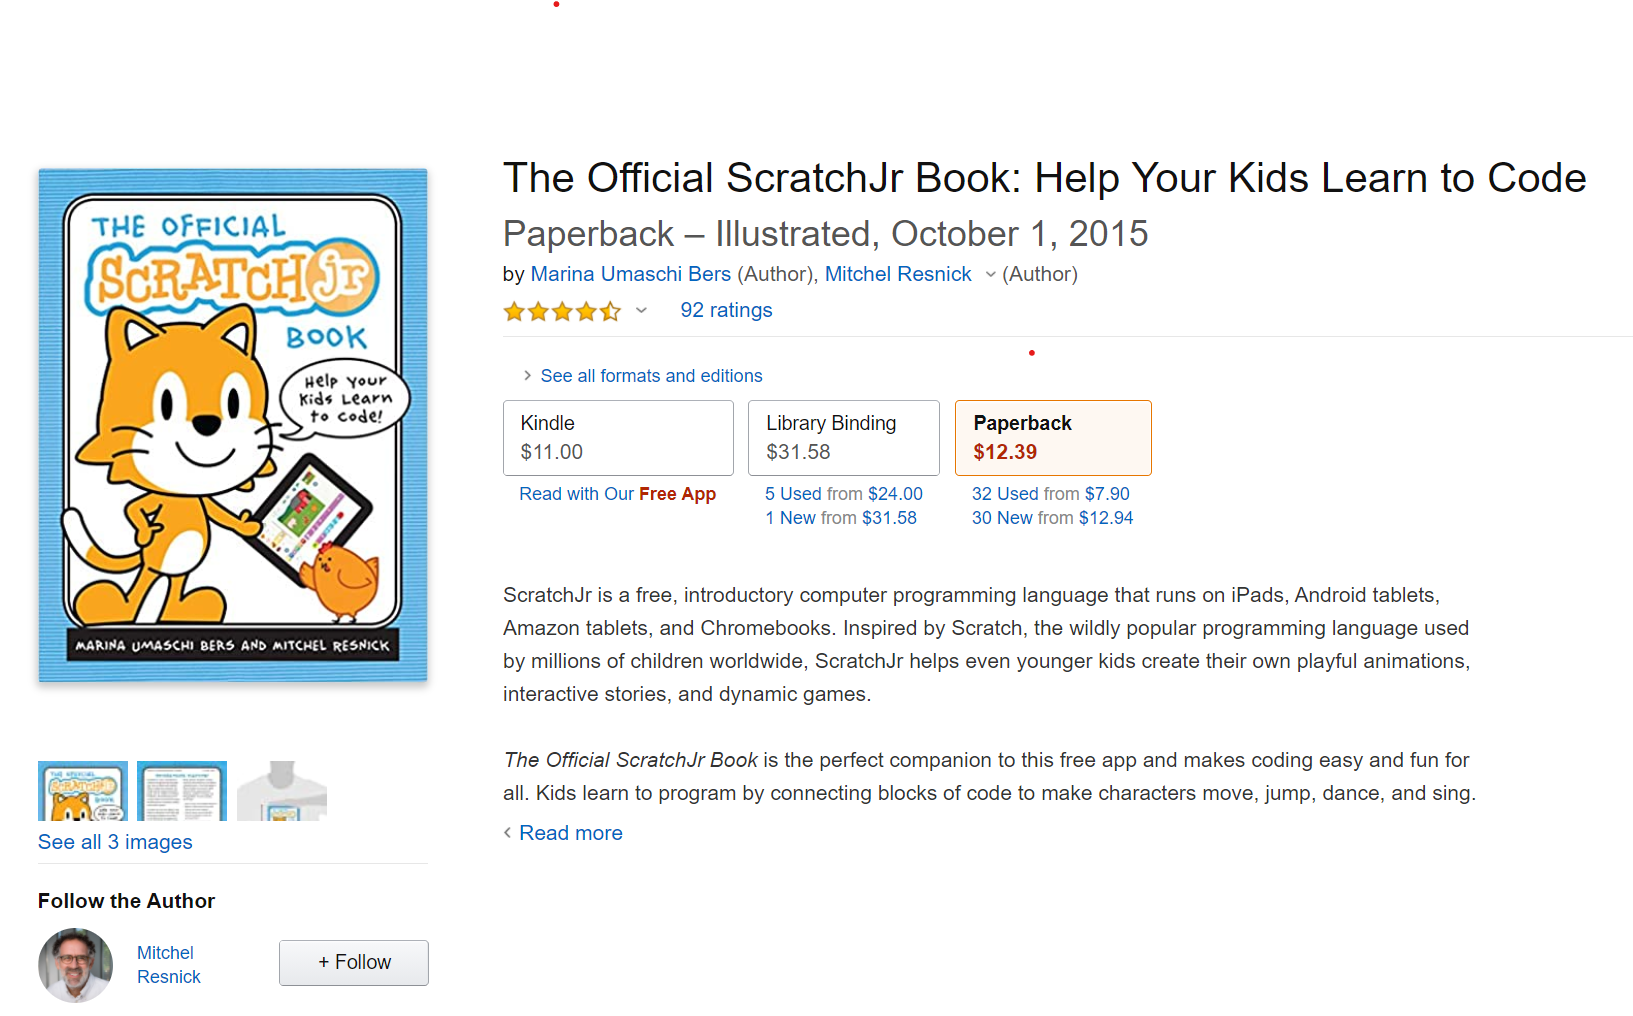 THE OFFICIAL
SCRATCHJr
BOOK
Help Your
Kids Learn
to Code!
MARINA UMASCHI BERS AND MITCHEL RESNICK
See all 3 images
Follow the Author
Mitchel
Resnick
+ Follow
The Official ScratchJr Book: Help Your Kids Learn to Code
Paperback – Illustrated, October 1, 2015
by Marina Umaschi Bers (Author), Mitchel Resnick (Author)
92 ratings
See all formats and editions
Kindle
$11.00
Read with Our Free App
Library Binding
$31.58
5 Used from $24.00
1 New from $31.58
Paperback
$12.39
32 Used from $7.90
30 New from $12.94
ScratchJr is a free, introductory computer programming language that runs on iPads, Android tablets,
Amazon tablets, and Chromebooks. Inspired by Scratch, the wildly popular programming language used
by millions of children worldwide, ScratchJr helps even younger kids create their own playful animations,
interactive stories, and dynamic games.
The Official ScratchJr Book is the perfect companion to this free app and makes coding easy and fun for
all. Kids learn to program by connecting blocks of code to make characters move, jump, dance, and sing.
Read more